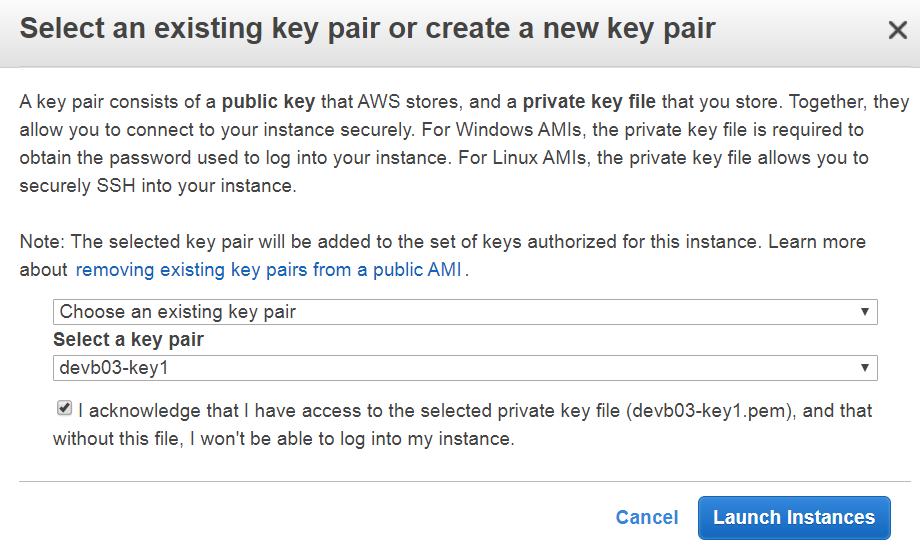 Select an existing key pair or create a new key pair
A key pair consists of a public key that AWS stores, and a private key file that you store. Together, they
allow you to connect to your instance securely. For Windows AMIs, the private key file is required to
obtain the password used to log into your instance. For Linux AMIs, the private key file allows you to
securely SSH into your instance.
Note: The selected key pair will be added to the set of keys authorized for this instance. Learn more
about removing existing key pairs from a public AMI.
Choose an existing key pair
Select a key pair
devb03-key1
I acknowledge that I have access to the selected private key file (devb03-key1.pem), and that
without this file, I won't be able to log into my instance.
Cancel Launch Instances